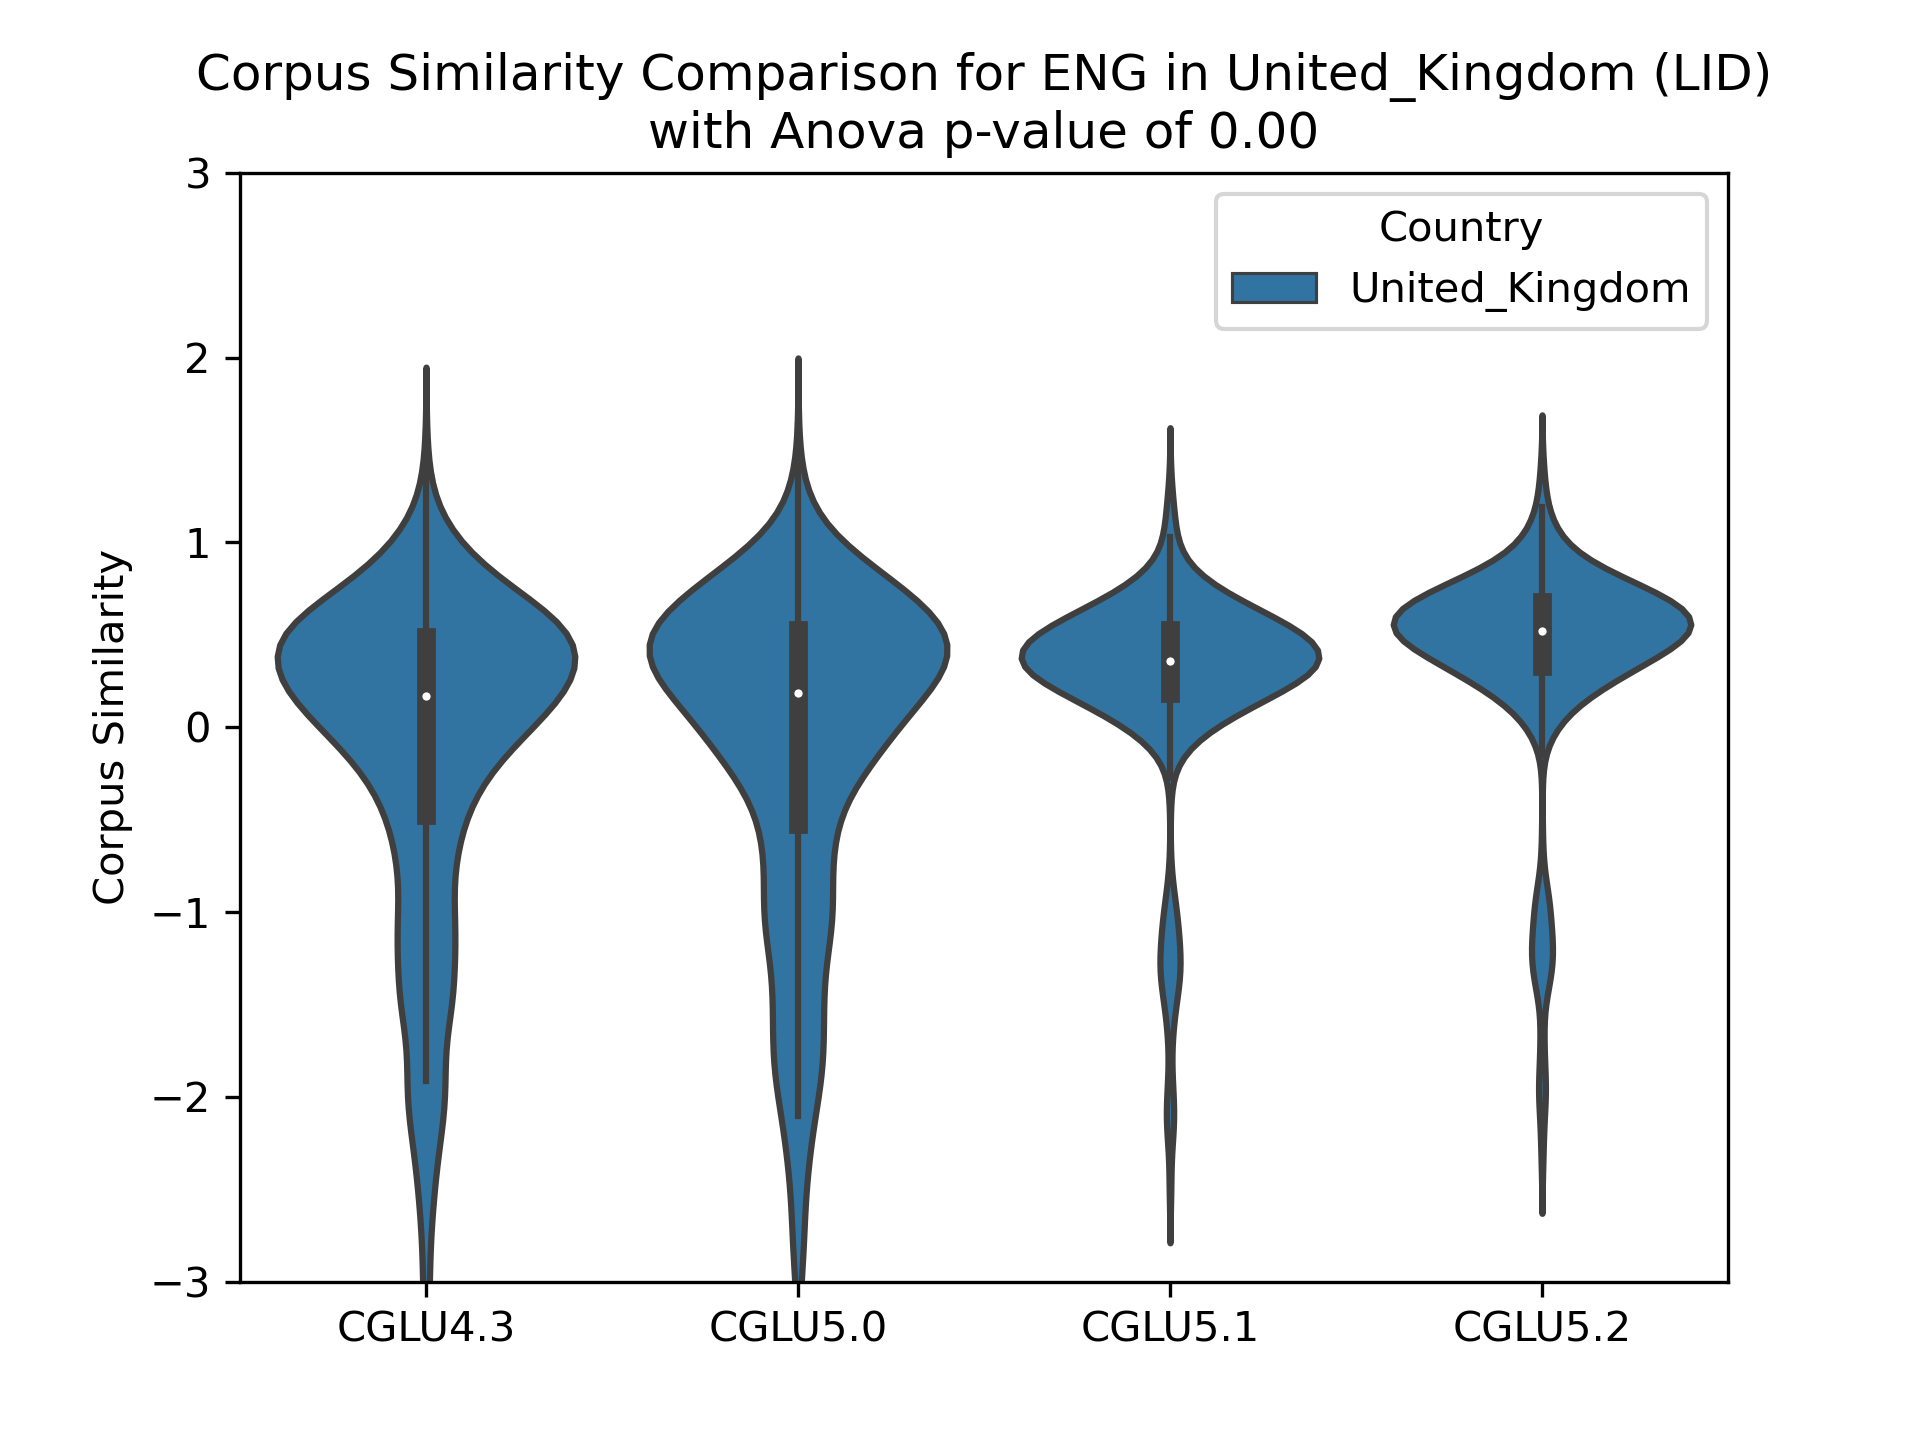 Corpus Similarity Comparison for ENG in United_Kingdom (LID)
with Anova p-value of 0.00
Country
United_Kingdom
Corpus Similarity
3
2
1
0
−1
−2
−3
CGLU4.3
CGLU5.0
CGLU5.1
CGLU5.2